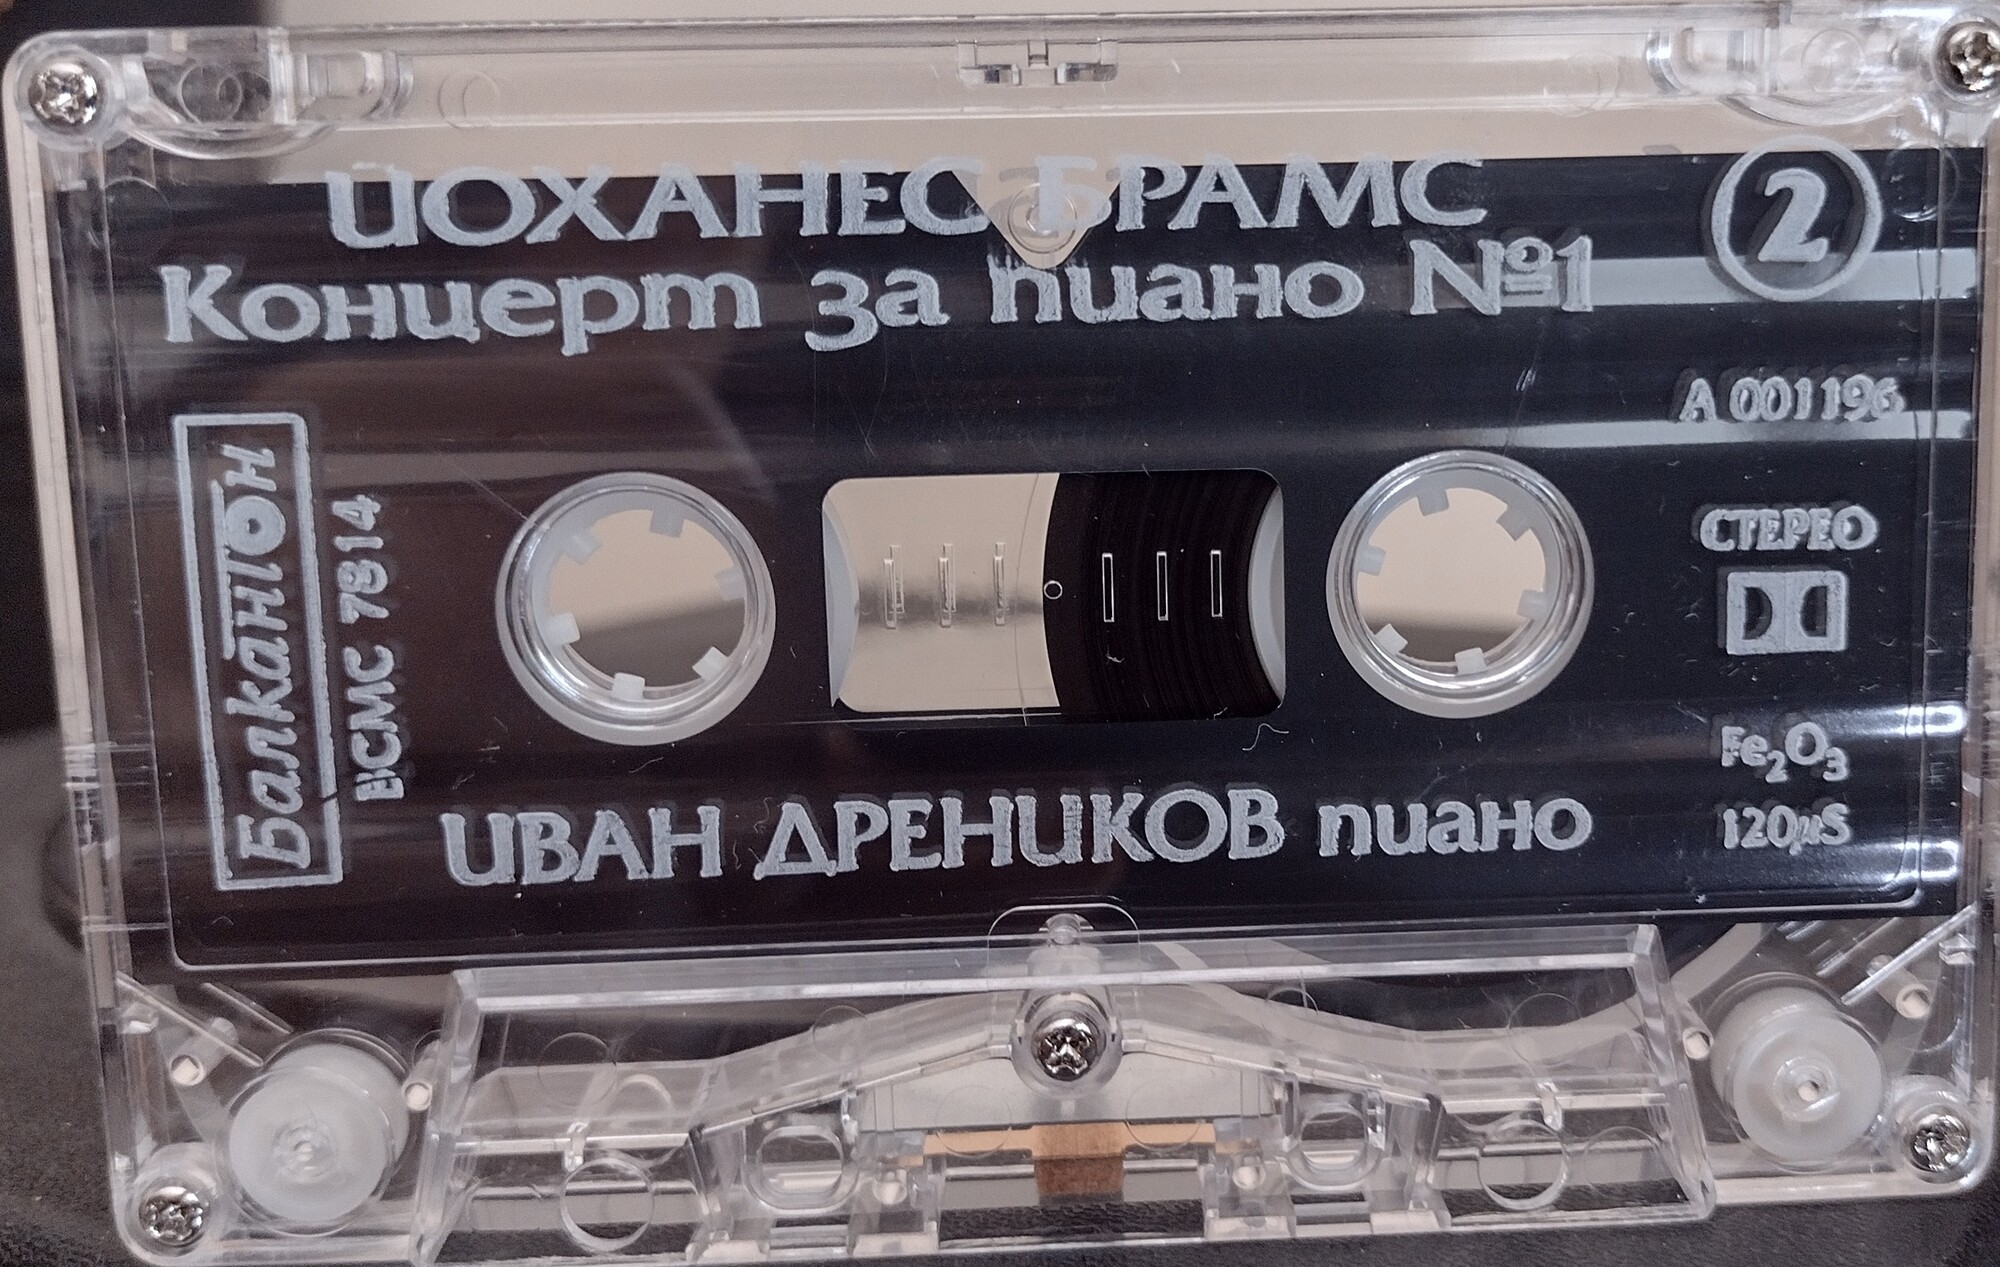 ЙОХАНЕС БРАМС
Концерт за пиано №1
2
А 001196
Балкантон
ВСМС 7814
СТЕРЕО
Fe₂O₃
120µS
ИВАН ДРЕНИКОВ пиано